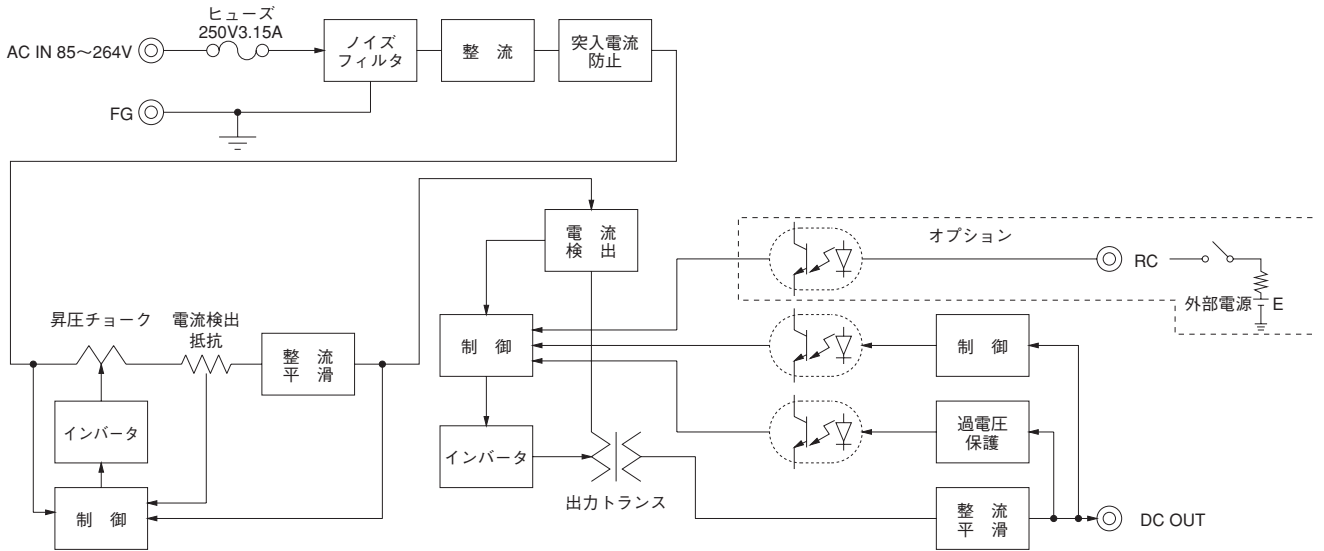 ヒューズ
250V3.15A
AC IN 85～264V
ノイズ
フィルタ
整 流
突入電流
防止
FG
電 流
検 出
オプション
RC
外部電源
E
昇圧チョーク
電流検出
抵抗
整 流
平 滑
制 御
制 御
インバータ
過電圧
保護
インバータ
出力トランス
制 御
整 流
平 滑
DC OUT